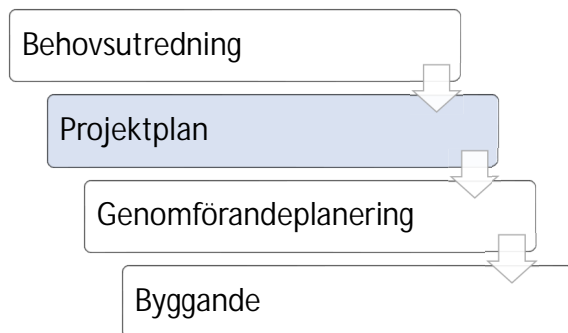 Behovsutredning
Projektplan
Genomförandeplanering
Byggande